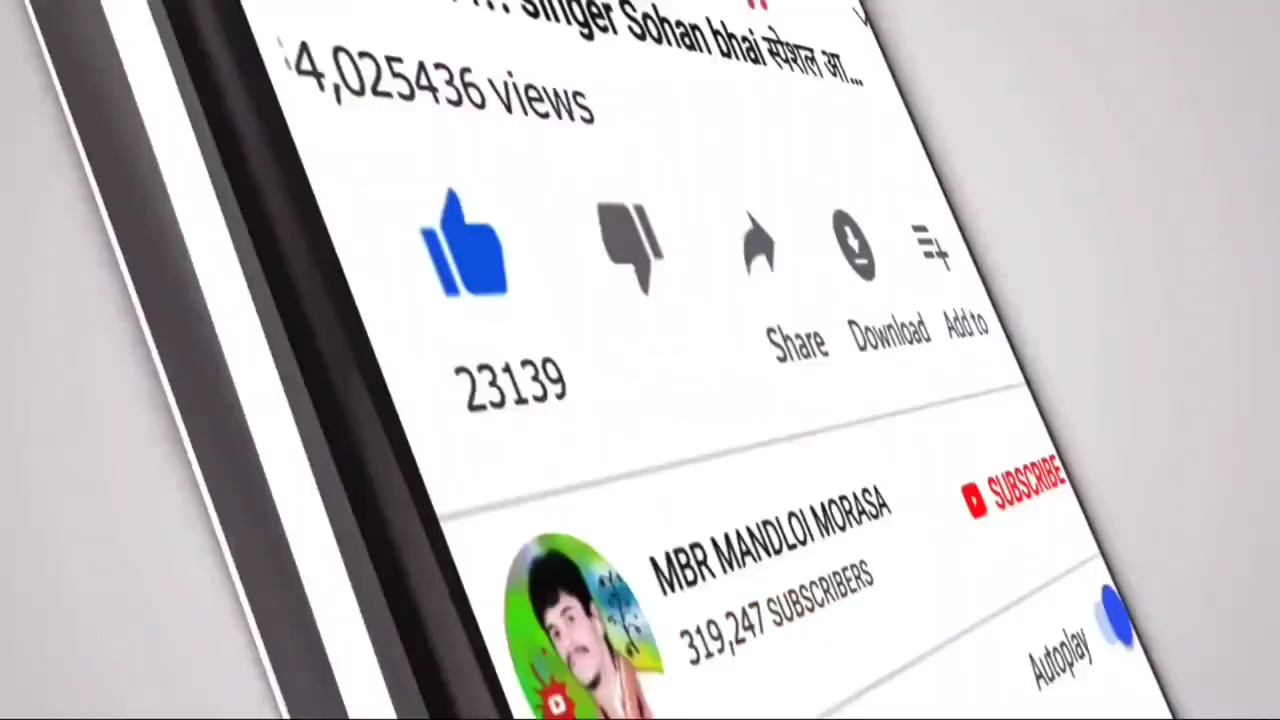 Singer Sohan bhai स्पेशल आ...
4,025436 views
23139
Share Download Add to
MBR MANDLOI MORASA
SUBSCRIBE
319,247 SUBSCRIBERS
Autoplay